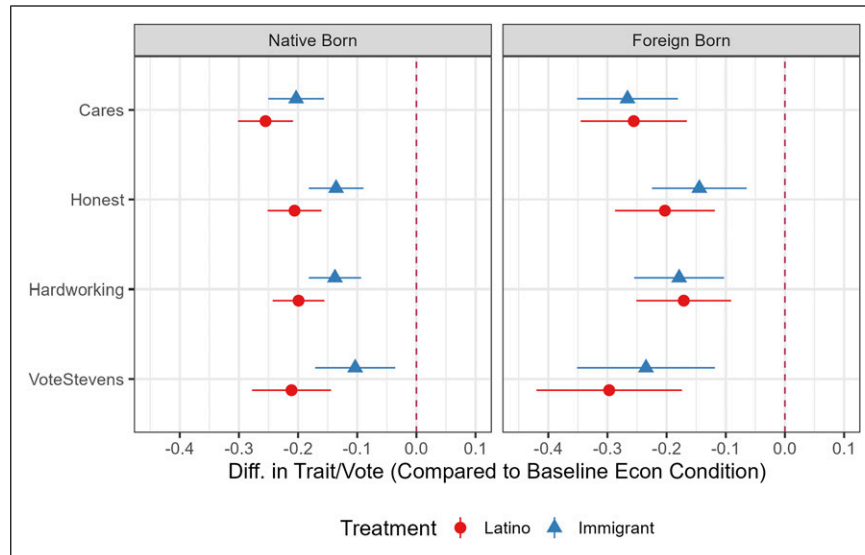 Native Born
Foreign Born
Cares
Honest
Hardworking
VoteStevens
-0.4 -0.3 -0.2 -0.1 0.0 0.1
-0.4 -0.3 -0.2 -0.1 0.0 0.1
Diff. in Trait/Vote (Compared to Baseline Econ Condition)
Treatment Latino Immigrant